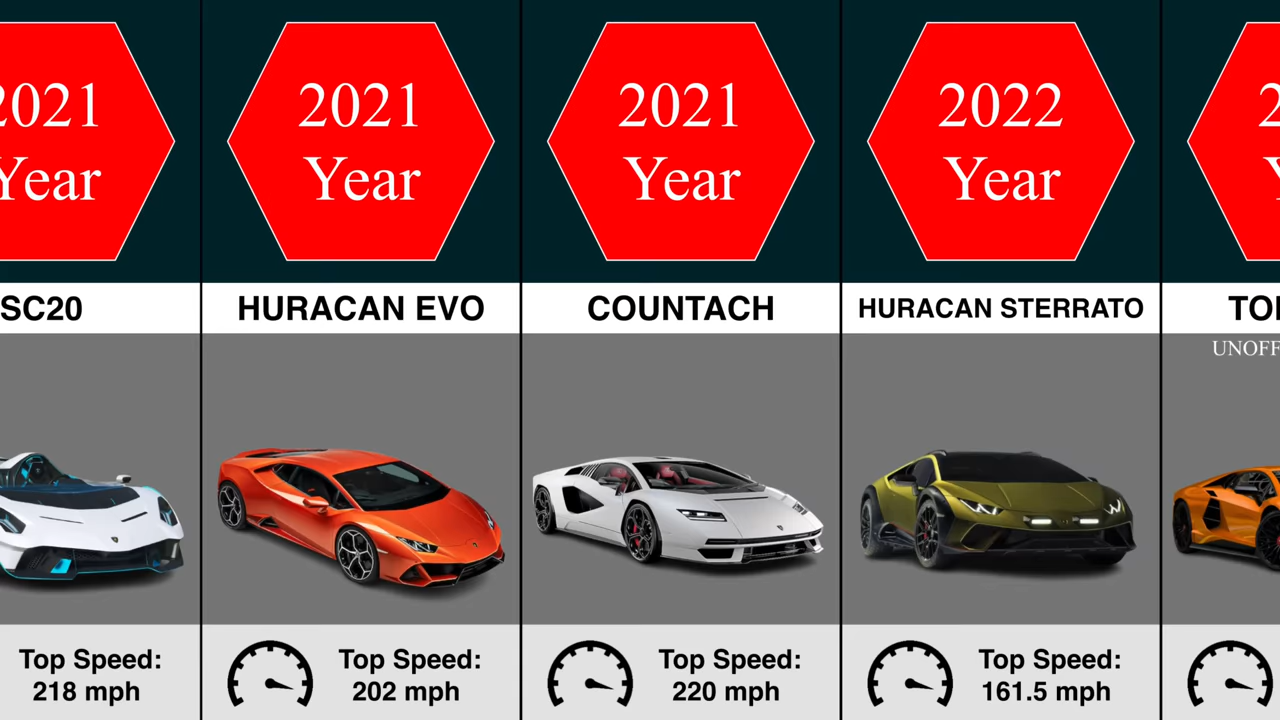 2021
Year
SC20
Top Speed:
218 mph
2021
Year
HURACAN EVO
Top Speed:
202 mph
2021
Year
COUNTACH
Top Speed:
220 mph
2022
Year
HURACAN STERRATO
Top Speed:
161.5 mph